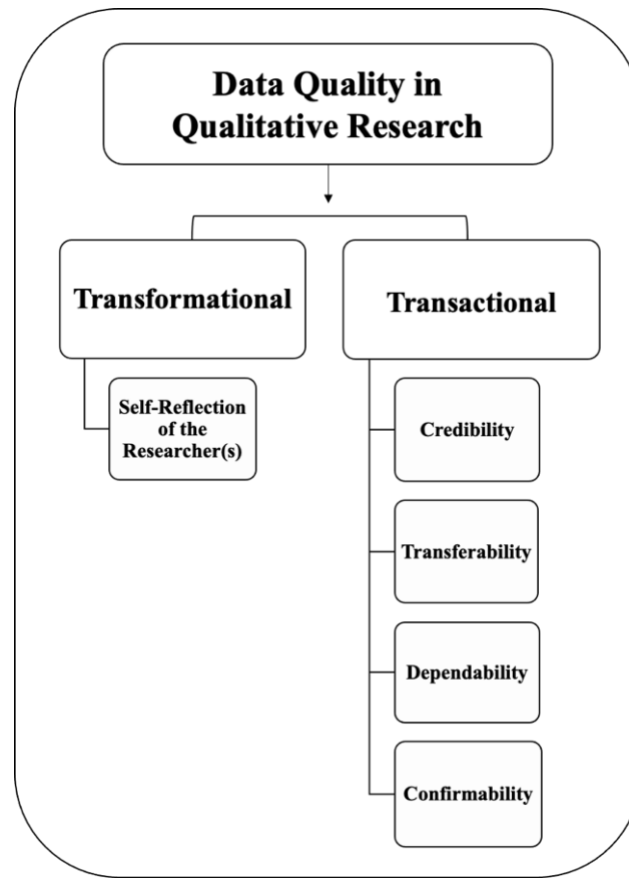 Data Quality in
Qualitative Research
Transformational
Transactional
Self-Reflection
of the
Researcher(s)
Credibility
Transferability
Dependability
Confirmability